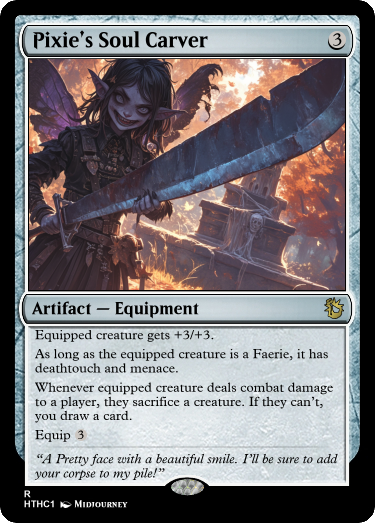 Pixie's Soul Carver 3
Artifact — Equipment
Equipped creature gets +3/+3.
As long as the equipped creature is a Faerie, it has
deathtouch and menace.
Whenever equipped creature deals combat damage
to a player, they sacrifice a creature. If they can't,
you draw a card.
Equip 3
“A Pretty face with a beautiful smile. I'll be sure to add
your corpse to my pile!”
R
HTHC1 Midjourney